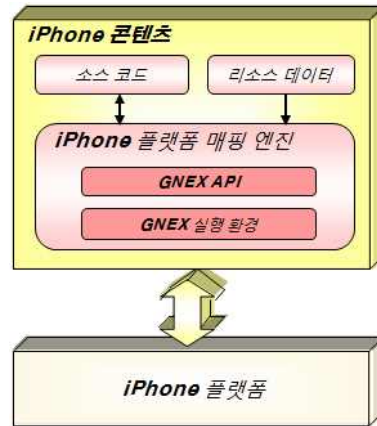 iPhone 콘텐츠
소스 코드
리소스 데이터
iPhone 플랫폼 매핑 엔진
GNEX API
GNEX 실행 환경
iPhone 플랫폼